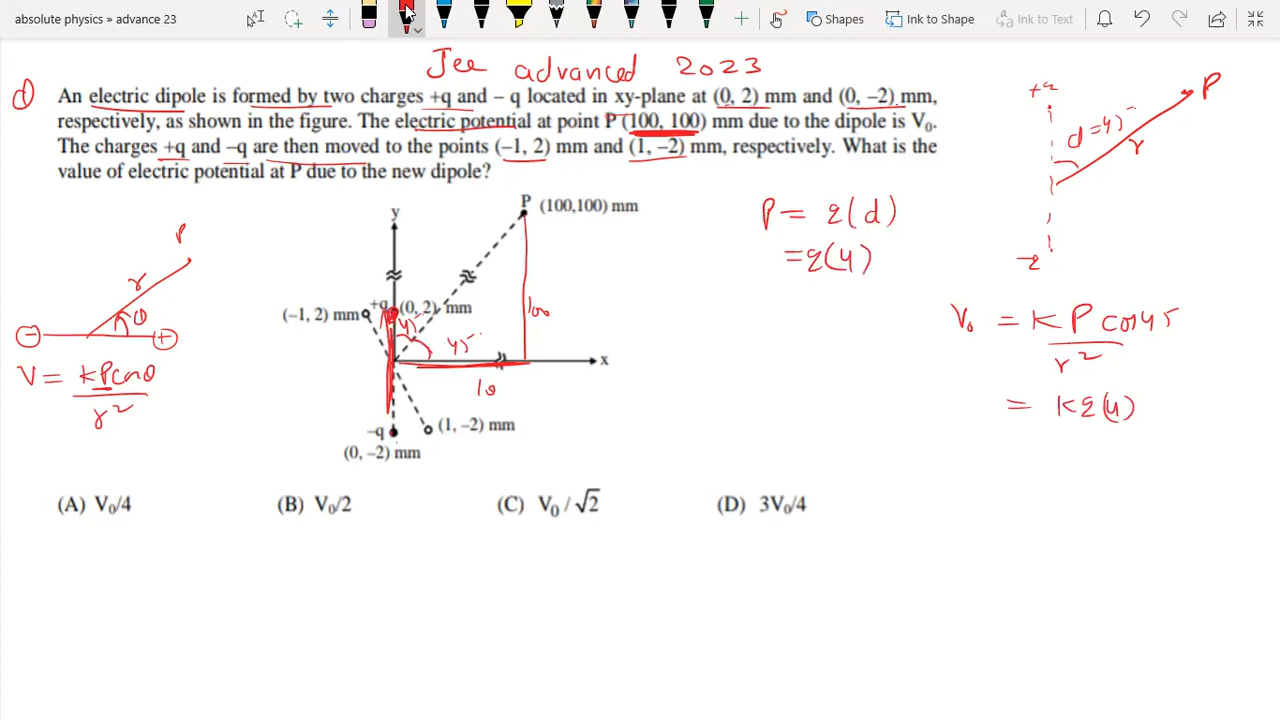 absolute physics » advance 23
Shapes
Ink to Shape
Ink to Text
Jee advanced 2023
d) An electric dipole is formed by two charges +q and – q located in xy-plane at (0, 2) mm and (0, –2) mm,
respectively, as shown in the figure. The electric potential at point P (100, 100) mm due to the dipole is V₀.
The charges +q and –q are then moved to the points (–1, 2) mm and (1, –2) mm, respectively. What is the
value of electric potential at P due to the new dipole?
+q
P
d=45
r
-q
P
r
θ
V = kPcosθ
r²
y
P (100,100) mm
(–1, 2) mm
+q
(0, 2) mm
45
45
100
x
10
–q
(1, –2) mm
(0, –2) mm
P = q(d)
= q(4)
V₀ = K P cos45
r²
= Kq(4)
(A) V₀/4
(B) V₀/2
(C) V₀ / √2
(D) 3V₀/4